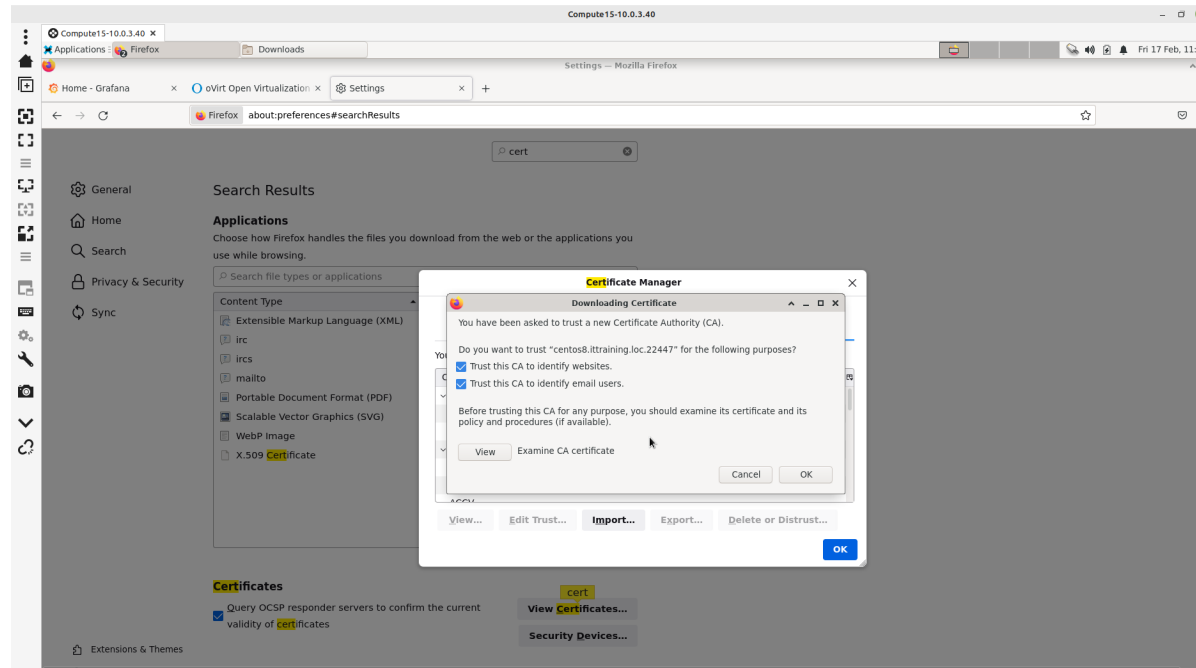 Compute15-10.0.3.40
Compute15-10.0.3.40 ×
Applications Firefox Downloads Fri 17 Feb, 11:
Settings — Mozilla Firefox
Home - Grafana × oVirt Open Virtualization × Settings × +
Firefox about:preferences#searchResults
cert
General
Search Results
Home
Applications
Choose how Firefox handles the files you download from the web or the applications you
Search
use while browsing.
Privacy & Security
Search file types or applications
Certificate Manager
Content Type
Downloading Certificate
Sync
Extensible Markup Language (XML)
You have been asked to trust a new Certificate Authority (CA).
irc
Do you want to trust "centos8.ittraining.loc.22447" for the following purposes?
ircs
You
Trust this CA to identify websites.
mailto
Trust this CA to identify email users.
Portable Document Format (PDF)
Before trusting this CA for any purpose, you should examine its certificate and its
Scalable Vector Graphics (SVG)
policy and procedures (if available).
WebP Image
X.509 Certificate
View Examine CA certificate
Cancel OK
ACCV
View... Edit Trust... Import... Export... Delete or Distrust...
OK
Certificates
cert
Query OCSP responder servers to confirm the current
View Certificates...
validity of certificates
Security Devices...
Extensions & Themes